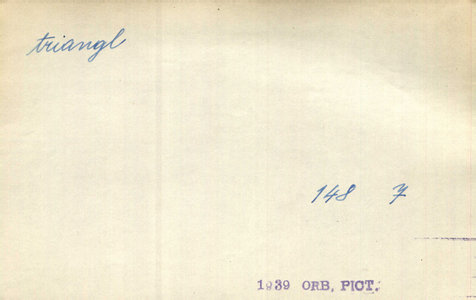 triangl
148 7
1939 ORB, PICT.